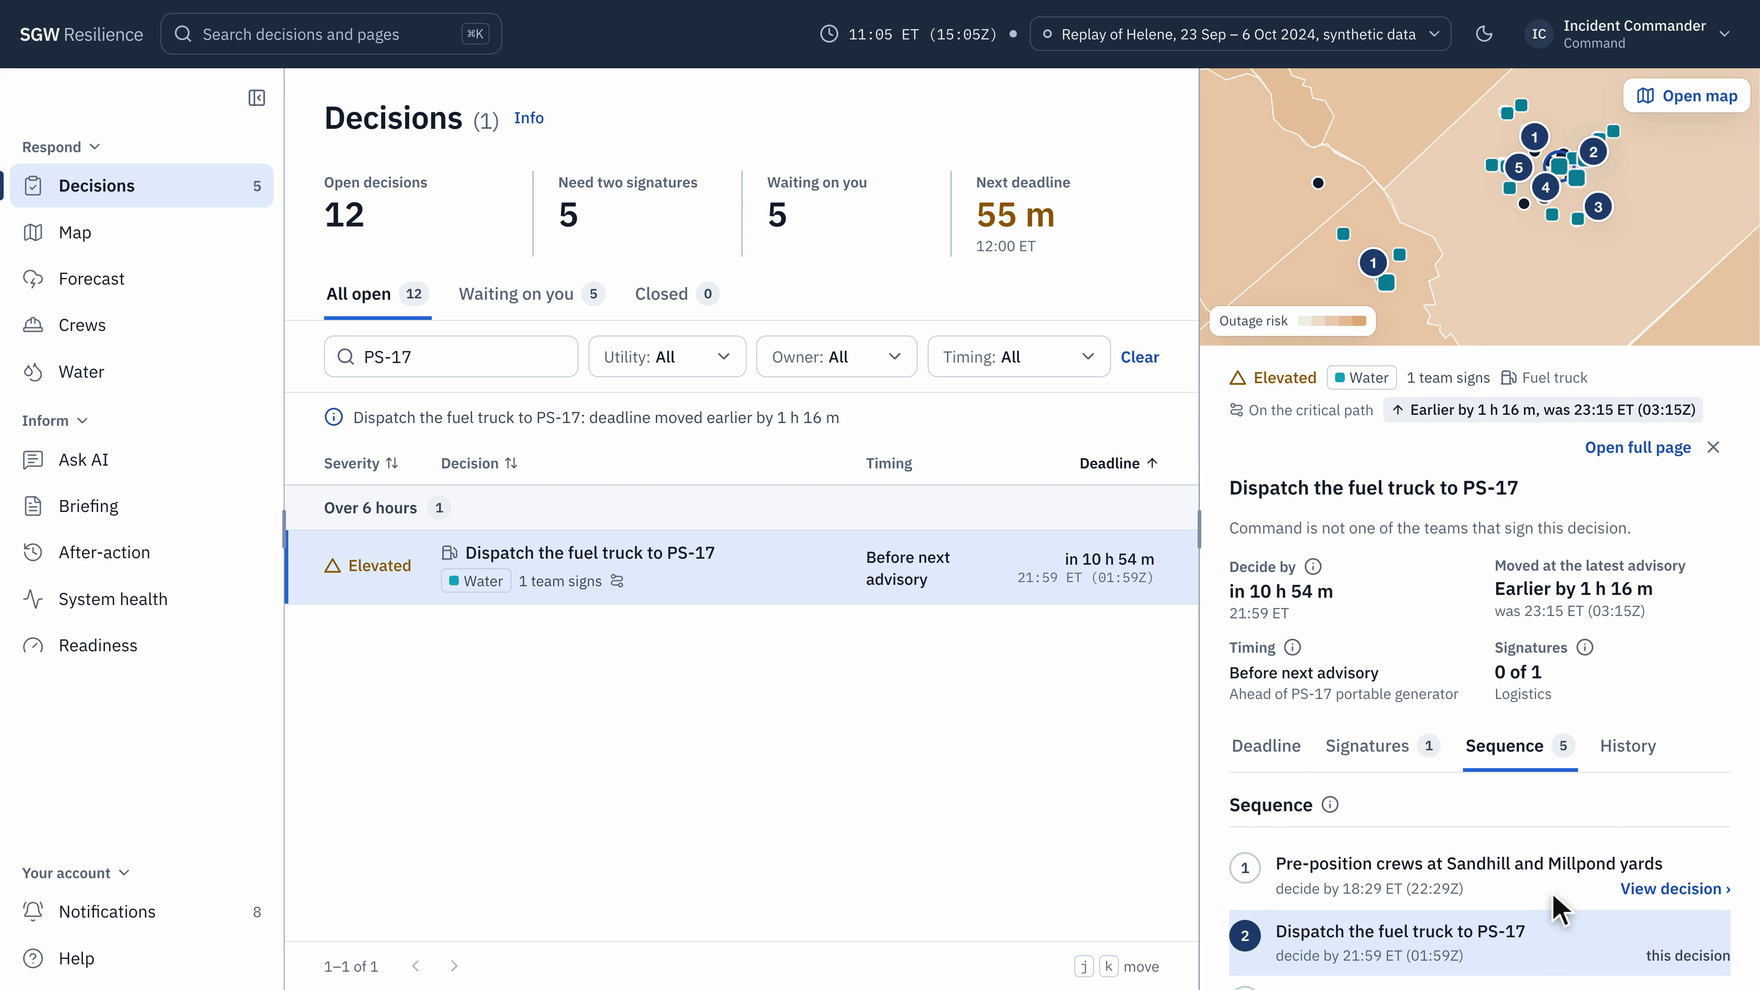 SGW Resilience
Search decisions and pages
⌘K
11:05 ET (15:05Z)
Replay of Helene, 23 Sep – 6 Oct 2024, synthetic data
IC
Incident Commander
Command
Respond
Decisions 5
Map
Forecast
Crews
Water
Inform
Ask AI
Briefing
After-action
System health
Readiness
Your account
Notifications 8
Help
Decisions (1) Info
Open decisions
12
Need two signatures
5
Waiting on you
5
Next deadline
55 m
12:00 ET
All open 12
Waiting on you 5
Closed 0
PS-17
Utility: All
Owner: All
Timing: All
Clear
Dispatch the fuel truck to PS-17: deadline moved earlier by 1 h 16 m
Severity Decision Timing Deadline
Over 6 hours 1
Elevated
Dispatch the fuel truck to PS-17
Water 1 team signs
Before next
advisory
in 10 h 54 m
21:59 ET (01:59Z)
1–1 of 1
j k move
Open map
1
2
5
4
3
1
Outage risk
Elevated Water 1 team signs Fuel truck
On the critical path Earlier by 1 h 16 m, was 23:15 ET (03:15Z)
Open full page
Dispatch the fuel truck to PS-17
Command is not one of the teams that sign this decision.
Decide by
in 10 h 54 m
21:59 ET
Moved at the latest advisory
Earlier by 1 h 16 m
was 23:15 ET (03:15Z)
Timing
Before next advisory
Ahead of PS-17 portable generator
Signatures
0 of 1
Logistics
Deadline Signatures 1 Sequence 5 History
Sequence
1 Pre-position crews at Sandhill and Millpond yards
decide by 18:29 ET (22:29Z) View decision ›
2 Dispatch the fuel truck to PS-17
decide by 21:59 ET (01:59Z) this decision